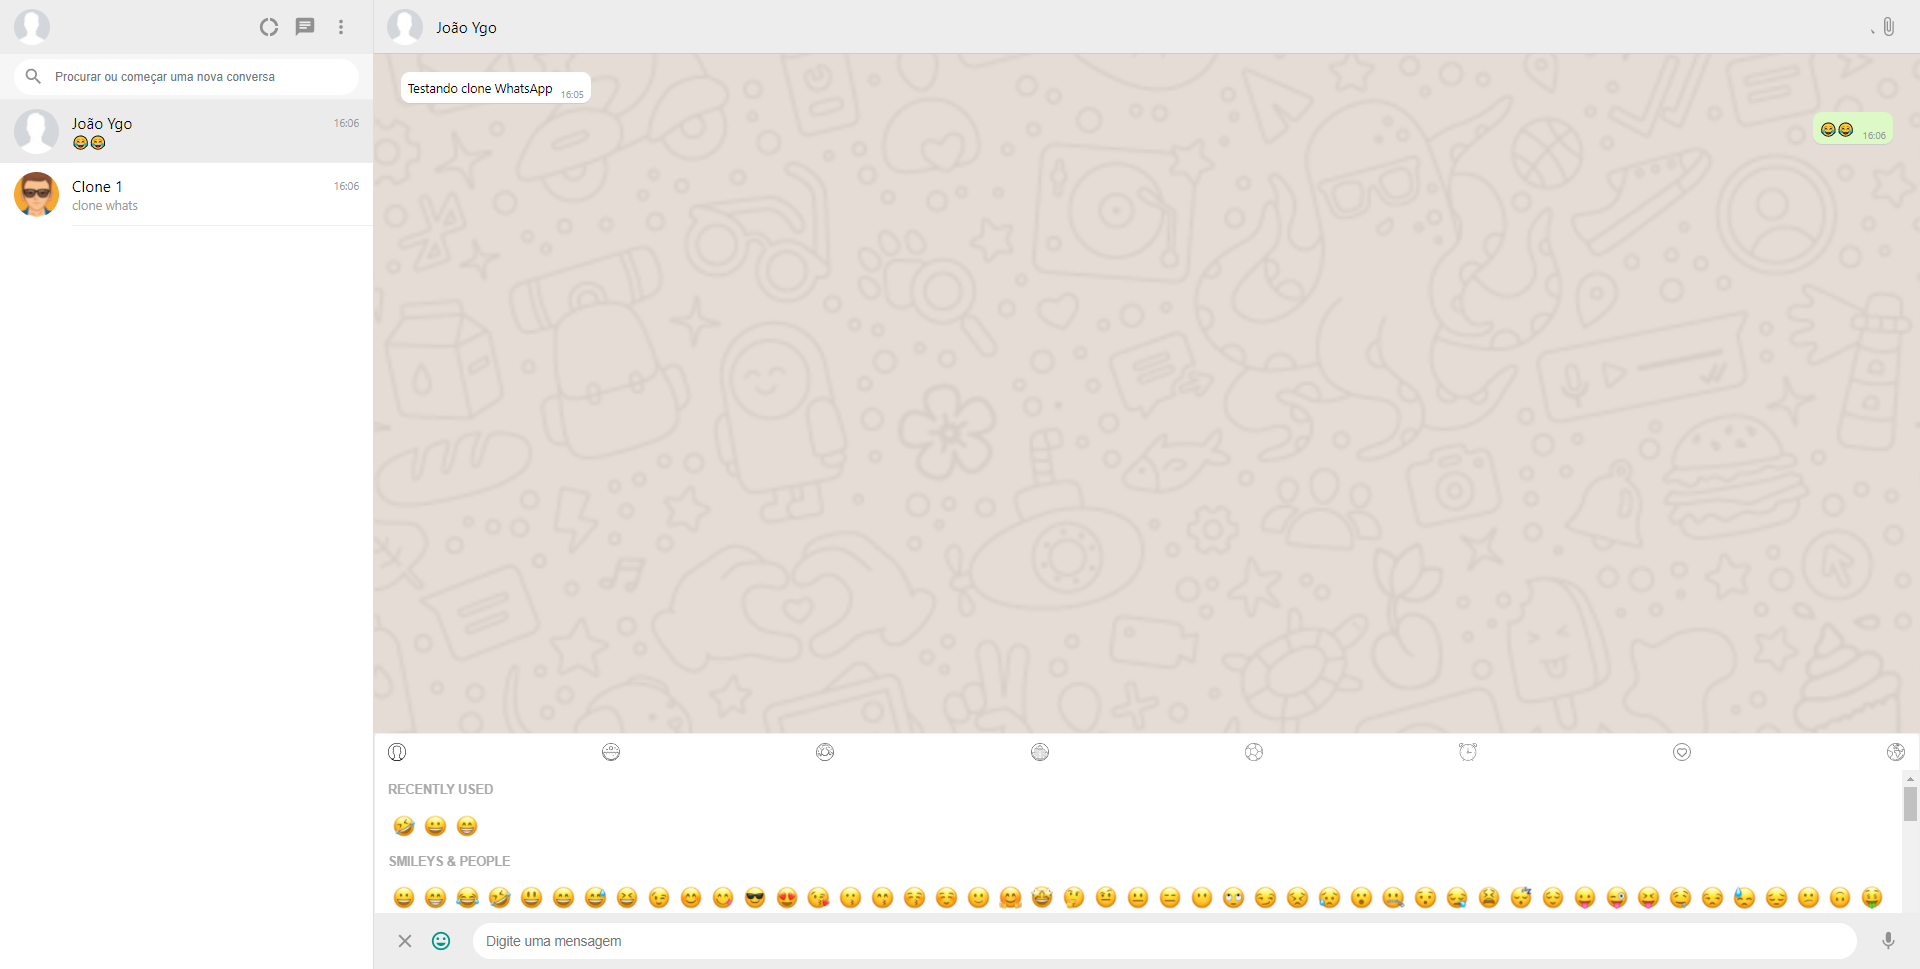 João Ygo
Procurar ou começar uma nova conversa
João Ygo 16:06
😂😂
Clone 1 16:06
clone whats
Testando clone WhatsApp 16:05
😂😂 16:06
RECENTLY USED
SMILEYS & PEOPLE
Digite uma mensagem